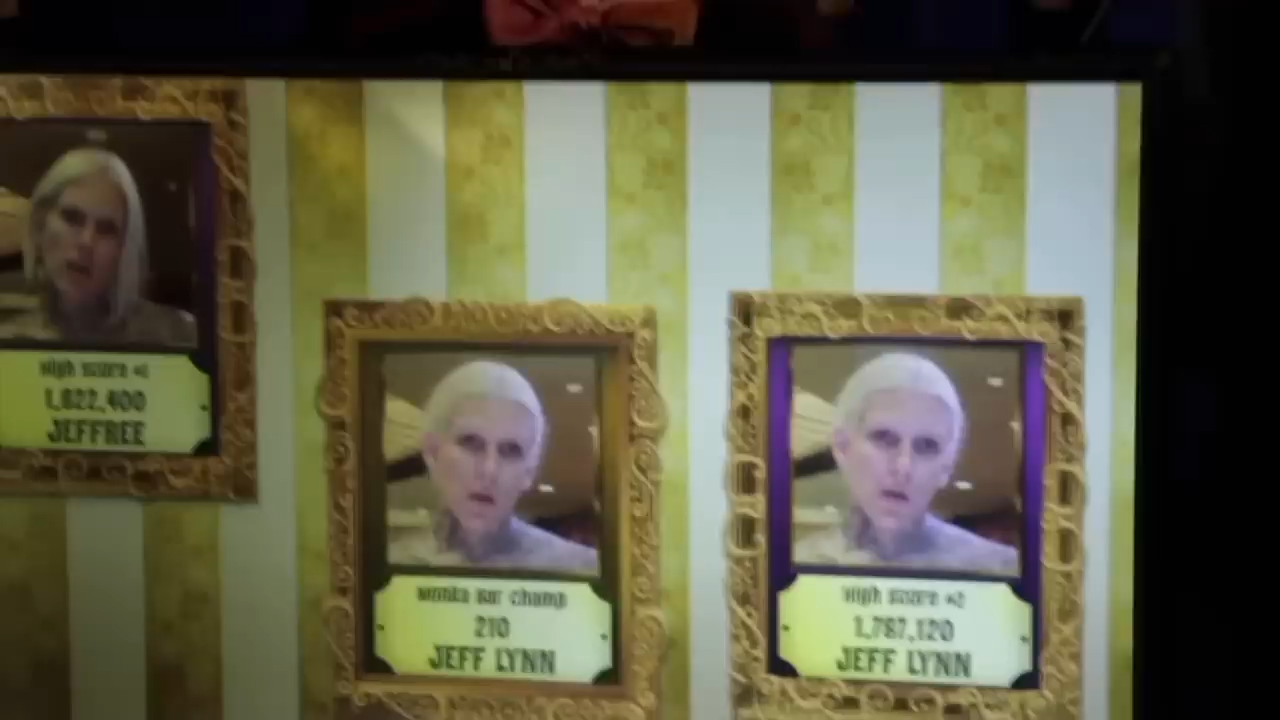 High Score #1
1,822,400
JEFFREE
Wonka Bar Champ
210
JEFF LYNN
High Score #2
1,787,120
JEFF LYNN